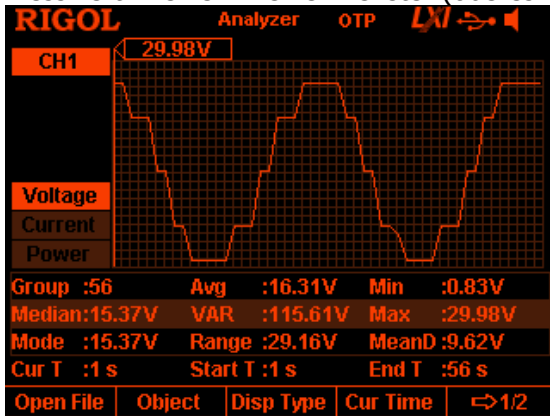 RIGOL Analyzer OTP LXI
29.98V
CH1
Voltage
Current
Power
Group :56 Avg :16.31V Min :0.83V
Median:15.37V VAR :115.61V Max :29.98V
Mode :15.37V Range :29.16V MeanD:9.62V
Cur T :1 s Start T :1 s End T :56 s
Open File Object Disp Type Cur Time ⇨1/2